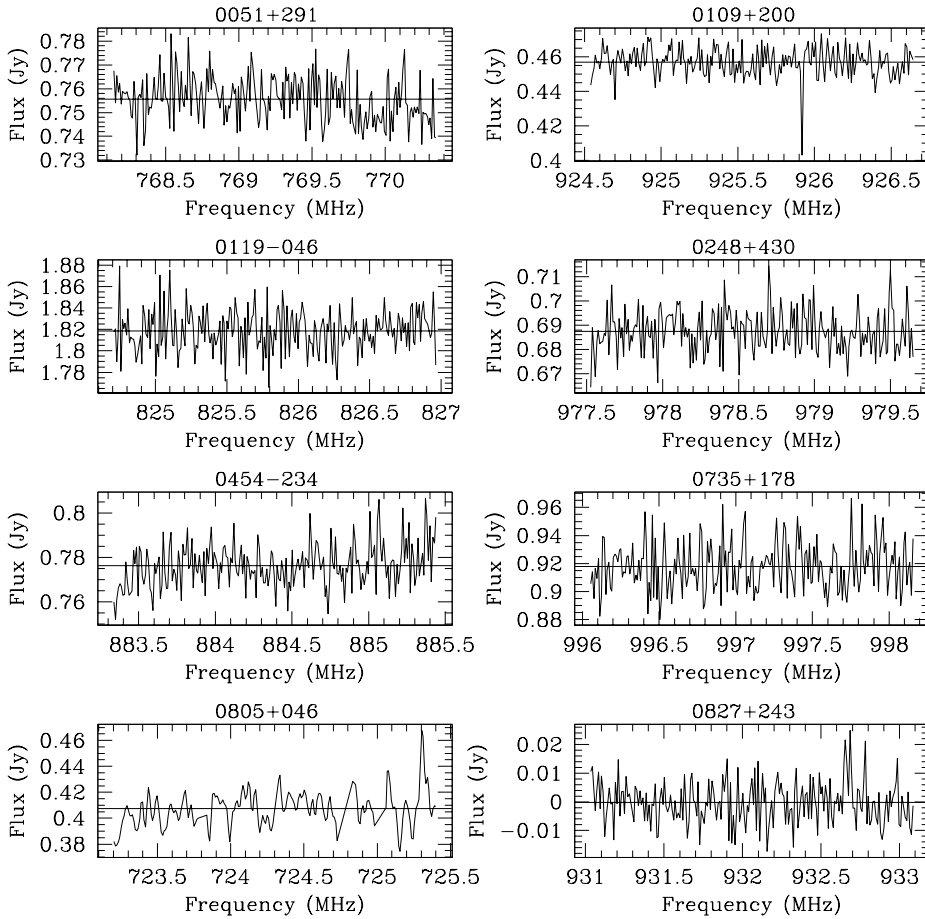 0051+291
0.78
0.77
0.76
0.75
0.74
0.73
Flux (Jy)
768.5 769 769.5 770
Frequency (MHz)
0109+200
0.46
0.44
0.42
0.4
Flux (Jy)
924.5 925 925.5 926 926.5
Frequency (MHz)
0119−046
1.88
1.86
1.84
1.82
1.8
1.78
Flux (Jy)
825 825.5 826 826.5 827
Frequency (MHz)
0248+430
0.71
0.7
0.69
0.68
0.67
Flux (Jy)
977.5 978 978.5 979 979.5
Frequency (MHz)
0454−234
0.8
0.78
0.76
Flux (Jy)
883.5 884 884.5 885 885.5
Frequency (MHz)
0735+178
0.96
0.94
0.92
0.9
0.88
Flux (Jy)
996 996.5 997 997.5 998
Frequency (MHz)
0805+046
0.46
0.44
0.42
0.4
0.38
Flux (Jy)
723.5 724 724.5 725 725.5
Frequency (MHz)
0827+243
0.02
0.01
0
−0.01
Flux (Jy)
931 931.5 932 932.5 933
Frequency (MHz)